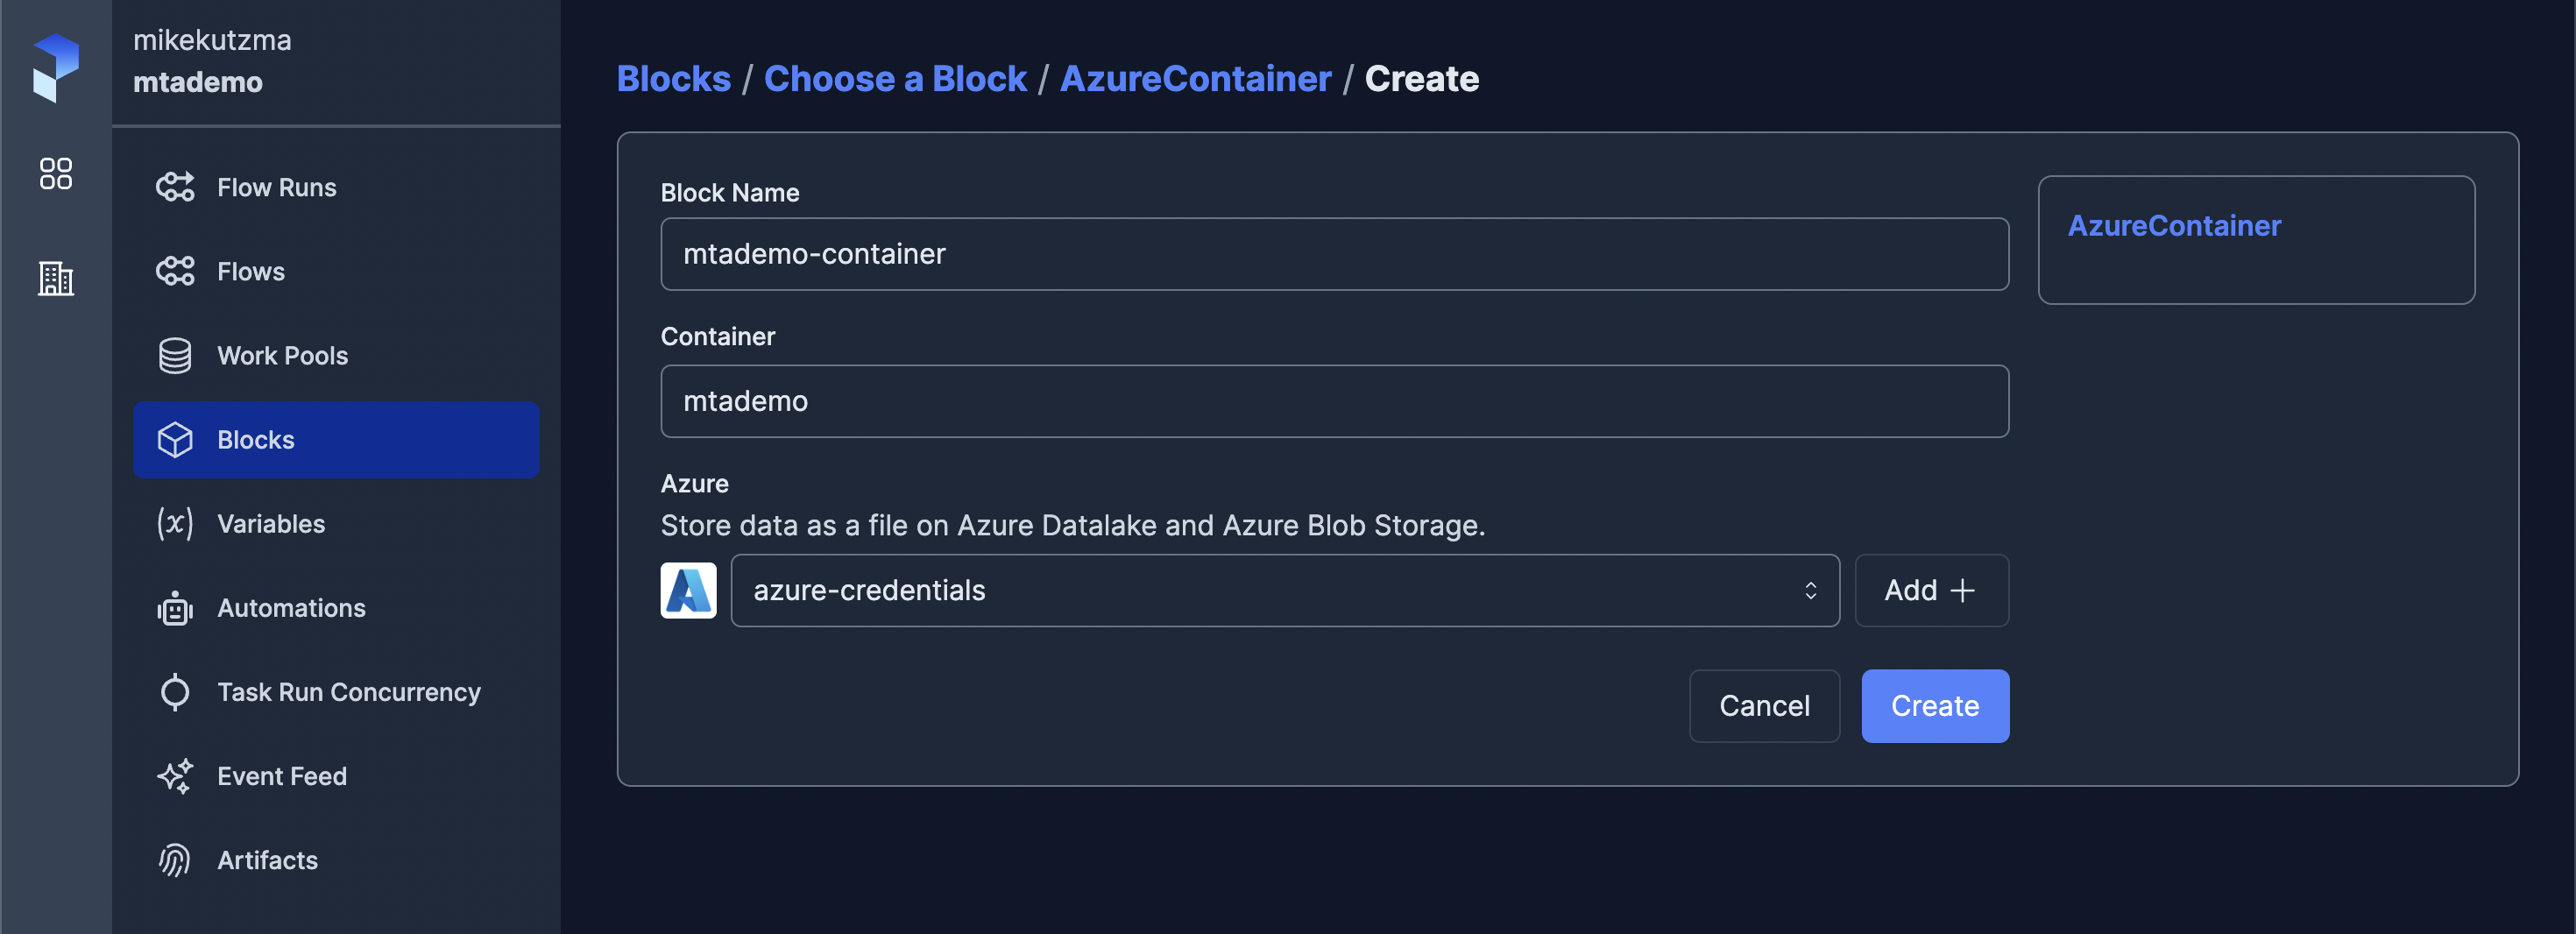 mikekutzma
mtademo
Flow Runs
Flows
Work Pools
Blocks
Variables
Automations
Task Run Concurrency
Event Feed
Artifacts
Blocks / Choose a Block / AzureContainer / Create
Block Name
mtademo-container
Container
mtademo
Azure
Store data as a file on Azure Datalake and Azure Blob Storage.
azure-credentials
Add +
Cancel
Create
AzureContainer